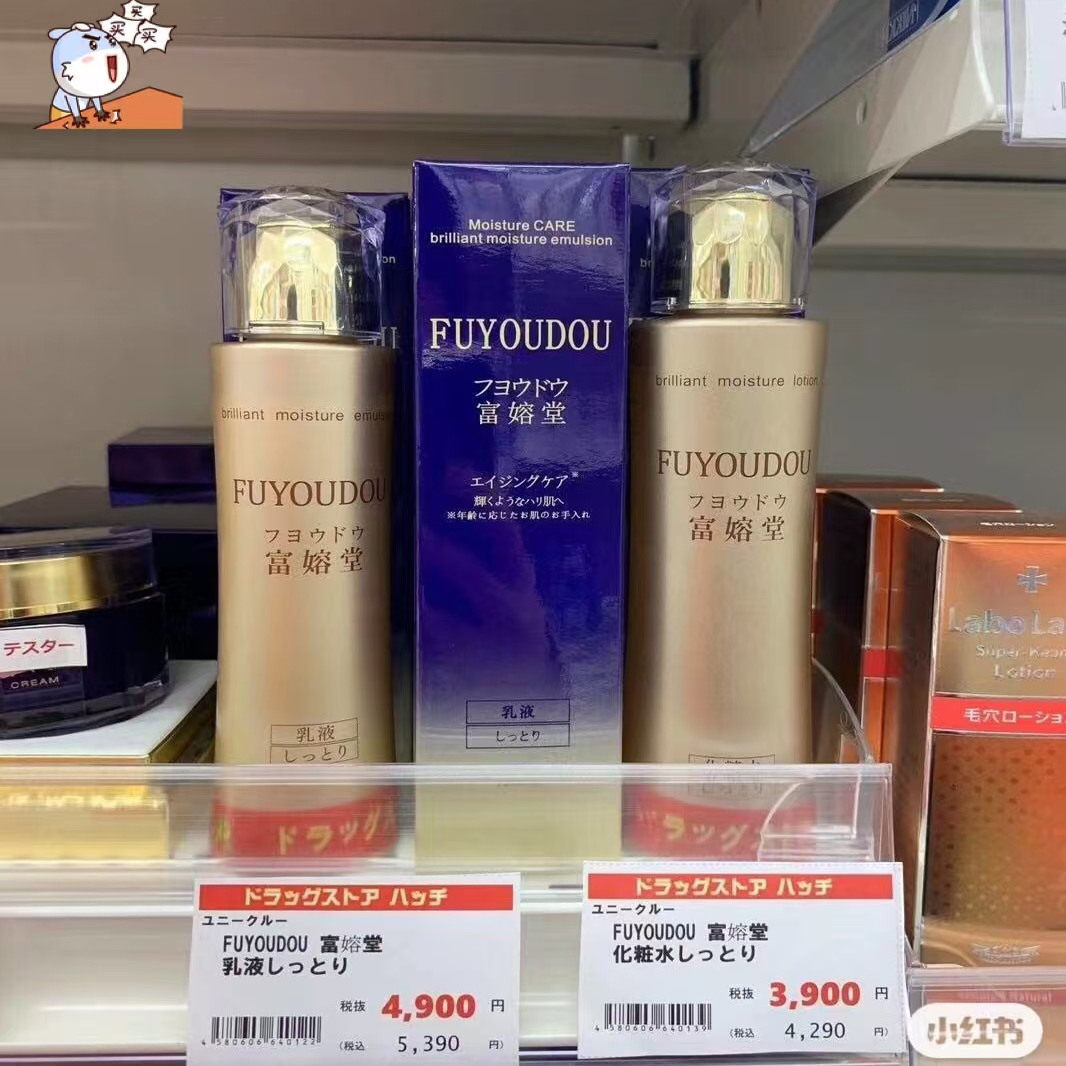 买
买
买
Moisture CARE
brilliant moisture emulsion
FUYOUDOU
フヨウドウ
富嫆堂
エイジングケア※
輝くようなハリ肌へ
※年齢に応じたお肌のお手入れ
乳液
しっとり
brilliant moisture
FUYOUDOU
フヨウドウ
富嫆堂
乳液
しっとり
brilliant moisture lotion
FUYOUDOU
フヨウドウ
富嫆堂
テスター
CREAM
毛穴ローション
Labo
Lotion
ドラッグストア ハッチ
ユニークルー
FUYOUDOU 富嫆堂
乳液しっとり
税抜 4,900 円
4 580606 640122
(税込 5,390 円)
ドラッグストア ハッチ
ユニークルー
FUYOUDOU 富嫆堂
化粧水しっとり
税抜 3,900 円
4 580606 640139
(税込 4,290 円)
小红书